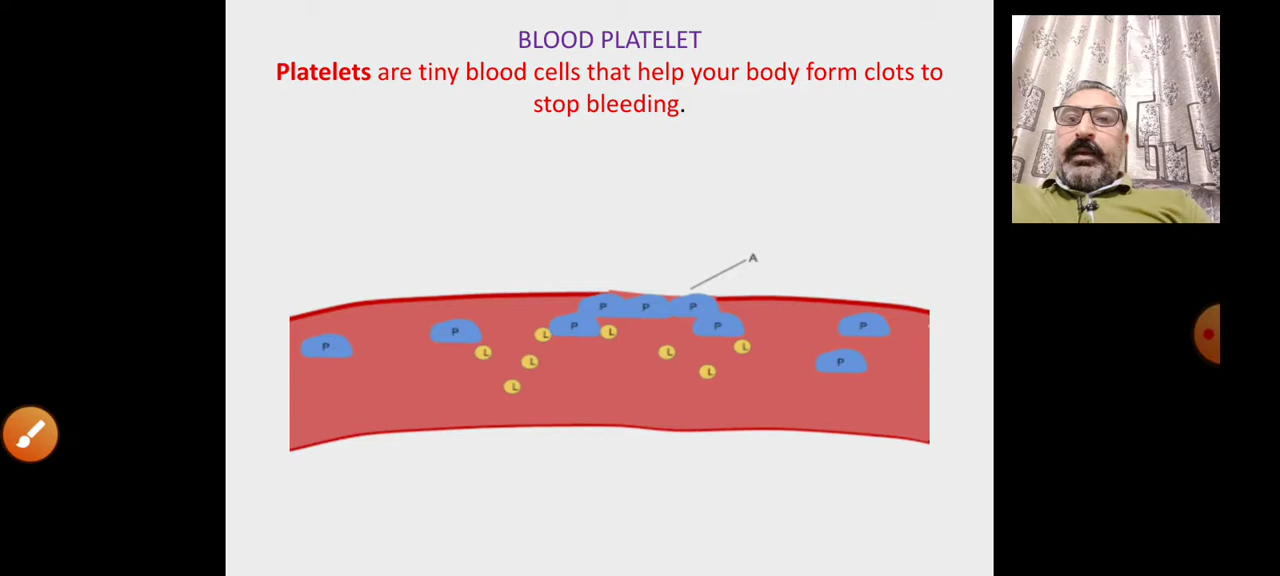 BLOOD PLATELET
Platelets are tiny blood cells that help your body form clots to
stop bleeding.
A
P P P
P P P P
P P
L L
L L L L
L L